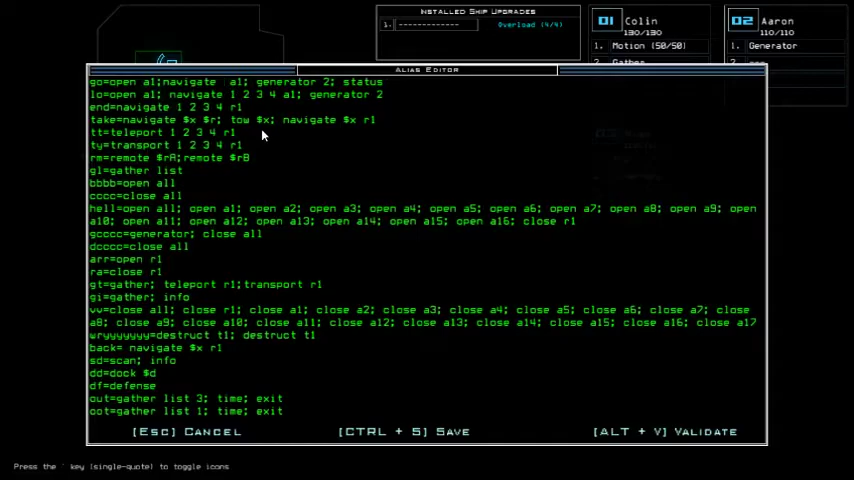 Installed Ship Upgrades
1. -------------
Overload (4/4)
01 Colin
130/130
1. Motion (50/50)
Gather
02 Aaron
110/110
1. Generator
Alias Editor
go=open a1;navigate  a1; generator 2; status
lo=open a1; navigate 1 2 3 4 a1; generator 2
end=navigate 1 2 3 4 r1
take=navigate $x $r; tow $x; navigate $x r1
tt=teleport 1 2 3 4 r1
ty=transport 1 2 3 4 r1
rm=remote $rA;remote $rB
gl=gather list
bbbb=open all
cccc=close all
hell=open all; open a1; open a2; open a3; open a4; open a5; open a6; open a7; open a8; open a9; open
a10; open a11; open a12; open a13; open a14; open a15; open a16; close r1
gcccc=generator; close all
dcccc=close all
arr=open r1
ra=close r1
gt=gather; teleport r1;transport r1
gi=gather; info
vv=close all; close r1; close a1; close a2; close a3; close a4; close a5; close a6; close a7; close
a8; close a9; close a10; close a11; close a12; close a13; close a14; close a15; close a16; close a17
wryyyyyyy=destruct t1; destruct t1
back= navigate $x r1
sd=scan; info
dd=dock $d
df=defense
out=gather list 3; time; exit
oot=gather list 1; time; exit
[Esc] Cancel
[CTRL + S] Save
[ALT + V] Validate
Press the ` key (single-quote) to toggle icons